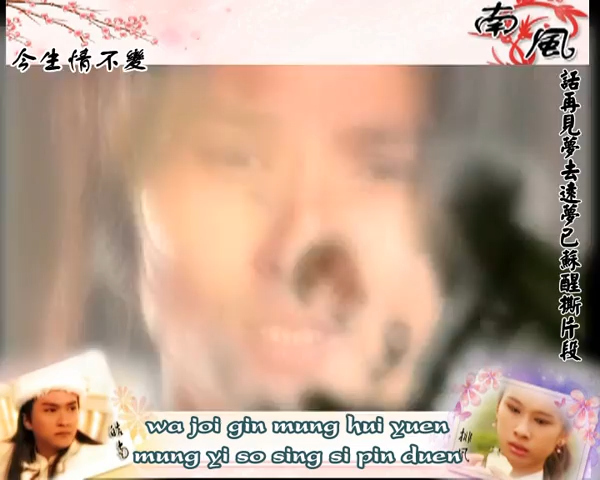 今生情不變
南風
話再見夢去遠夢已蘇醒撕片段
wa joi gin mung hui yuen
mung yi so sing si pin duen